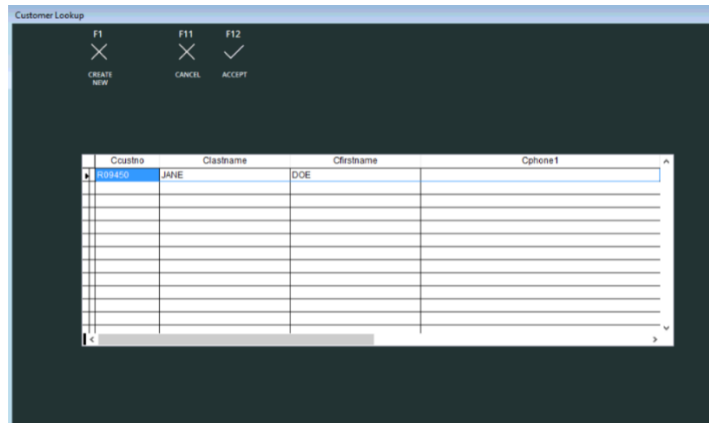 Customer Lookup
F1 F11 F12
CREATE NEW CANCEL ACCEPT
Ccustno Clastname Cfirstname Cphone1
R09450 JANE DOE